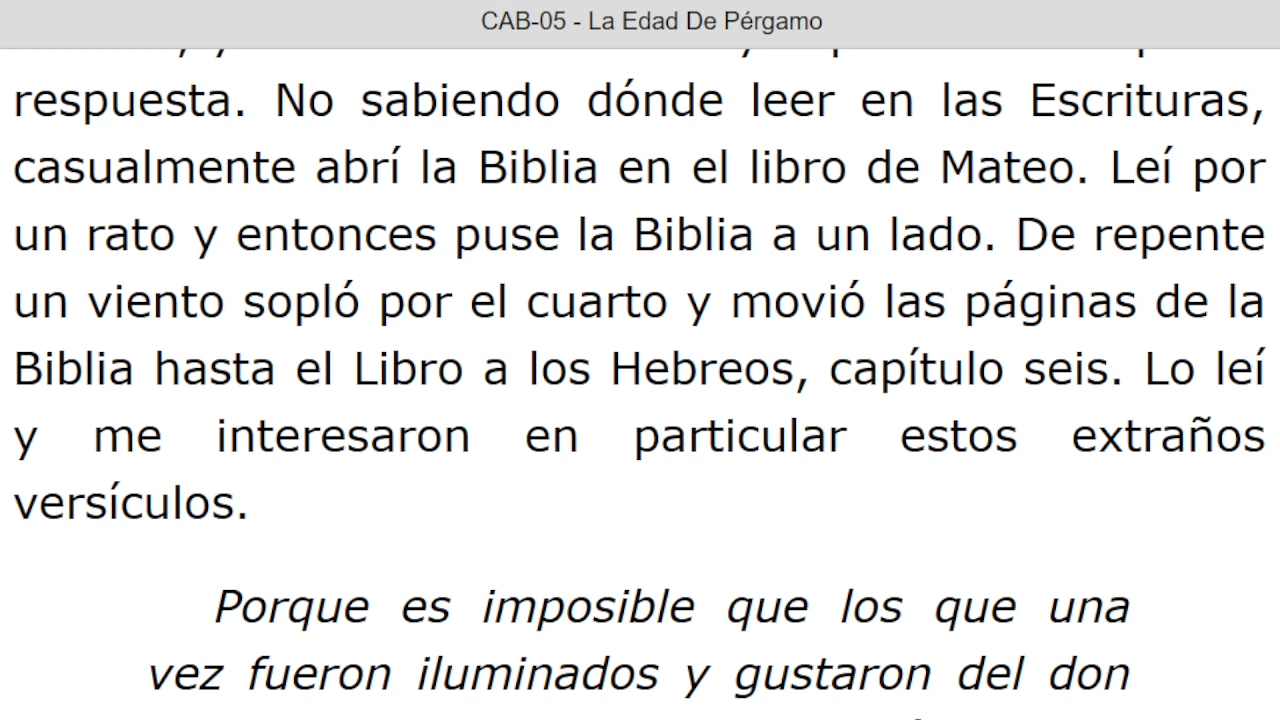 CAB-05 - La Edad De Pérgamo
respuesta. No sabiendo dónde leer en las Escrituras,
casualmente abrí la Biblia en el libro de Mateo. Leí por
un rato y entonces puse la Biblia a un lado. De repente
un viento sopló por el cuarto y movió las páginas de la
Biblia hasta el Libro a los Hebreos, capítulo seis. Lo leí
y me interesaron en particular estos extraños
versículos.
Porque es imposible que los que una
vez fueron iluminados y gustaron del don